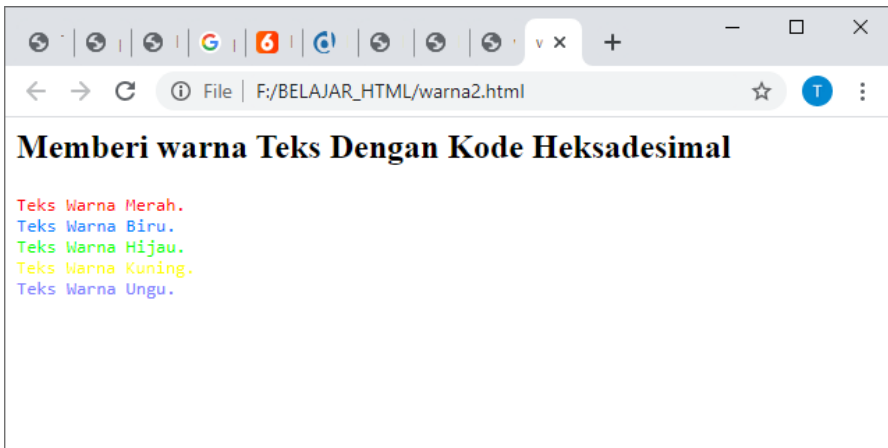 File F:/BELAJAR_HTML/warna2.html
T
Memberi warna Teks Dengan Kode Heksadesimal
Teks Warna Merah.
Teks Warna Biru.
Teks Warna Hijau.
Teks Warna Kuning.
Teks Warna Ungu.